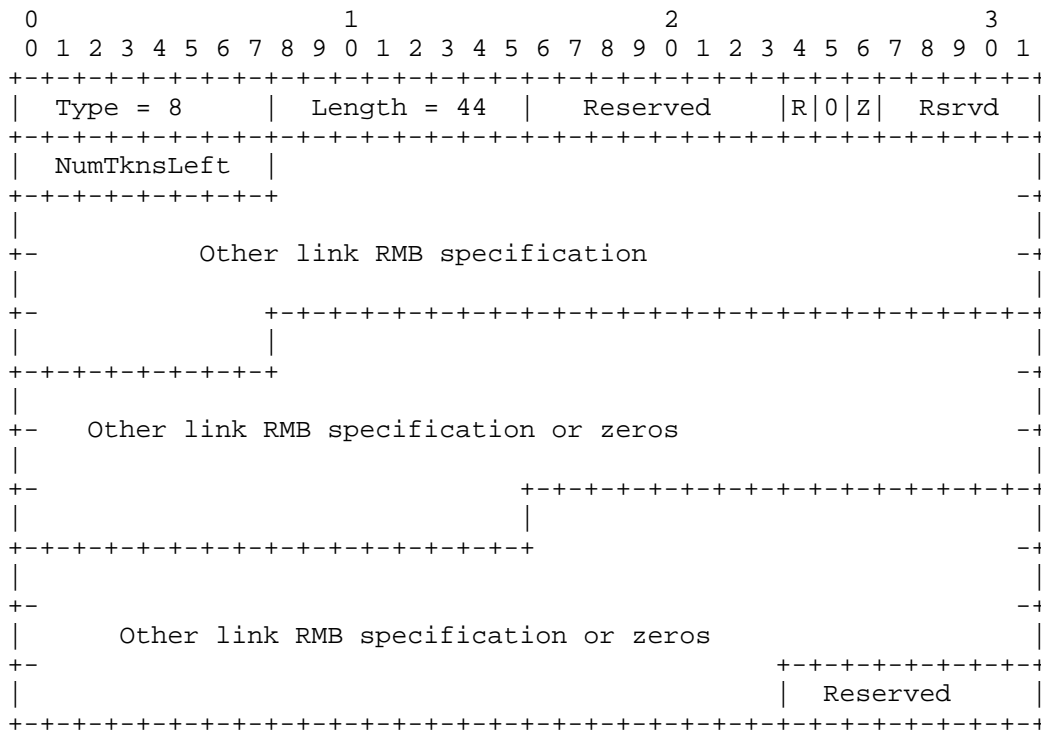 0                   1                   2                   3
0 1 2 3 4 5 6 7 8 9 0 1 2 3 4 5 6 7 8 9 0 1 2 3 4 5 6 7 8 9 0 1
+-+-+-+-+-+-+-+-+-+-+-+-+-+-+-+-+-+-+-+-+-+-+-+-+-+-+-+-+-+-+-+-+
|  Type = 8     |  Length = 44  |   Reserved    |R|0|Z|  Rsrvd  |
+-+-+-+-+-+-+-+-+-+-+-+-+-+-+-+-+-+-+-+-+-+-+-+-+-+-+-+-+-+-+-+-+
|  NumTknsLeft  |                                               |
+-+-+-+-+-+-+-+-+                                              -+
|                                                               |
+-          Other link RMB specification                       -+
|                                                               |
+-              +-+-+-+-+-+-+-+-+-+-+-+-+-+-+-+-+-+-+-+-+-+-+-+-+
|               |                                               |
+-+-+-+-+-+-+-+-+                                              -+
|                                                               |
+-   Other link RMB specification or zeros                     -+
|                                                               |
+-                              +-+-+-+-+-+-+-+-+-+-+-+-+-+-+-+-+
|                               |                               |
+-+-+-+-+-+-+-+-+-+-+-+-+-+-+-+-+                              -+
|                                                               |
+-                                                             -+
|      Other link RMB specification or zeros                    |
+-                                              +-+-+-+-+-+-+-+-+
|                                               |  Reserved     |
+-+-+-+-+-+-+-+-+-+-+-+-+-+-+-+-+-+-+-+-+-+-+-+-+-+-+-+-+-+-+-+-+